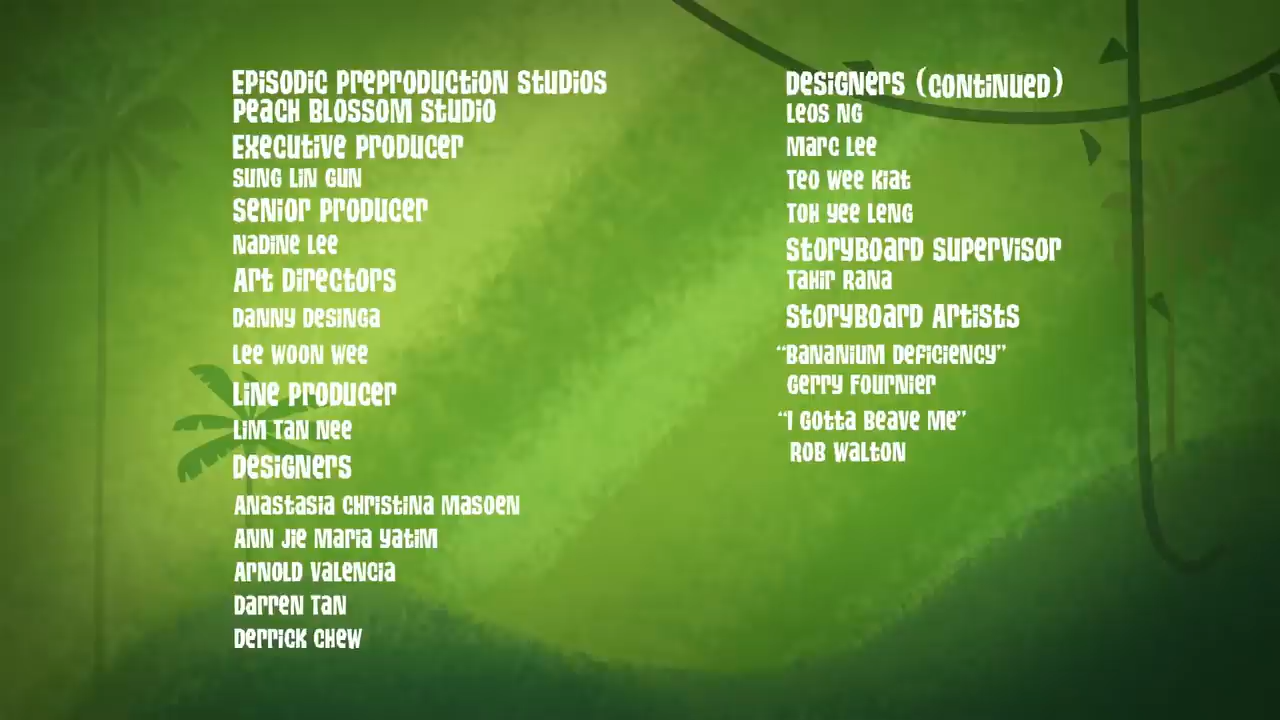 Episodic Preproduction Studios
Peach Blossom Studio
Executive Producer
Sung Lin Gun
Senior Producer
Nadine Lee
Art Directors
Danny Desinga
Lee Woon Wee
Line Producer
Lim Tan Nee
Designers
Anastasia Christina Masoen
Ann Jie Maria Yatim
Arnold Valencia
Darren Tan
Derrick Chew
Designers (continued)
Leos Ng
Marc Lee
Teo Wee Kiat
Toh Yee Leng
Storyboard Supervisor
Tahir Rana
Storyboard Artists
“Bananium Deficiency”
Gerry Fournier
“I Gotta Beave Me”
Rob Walton